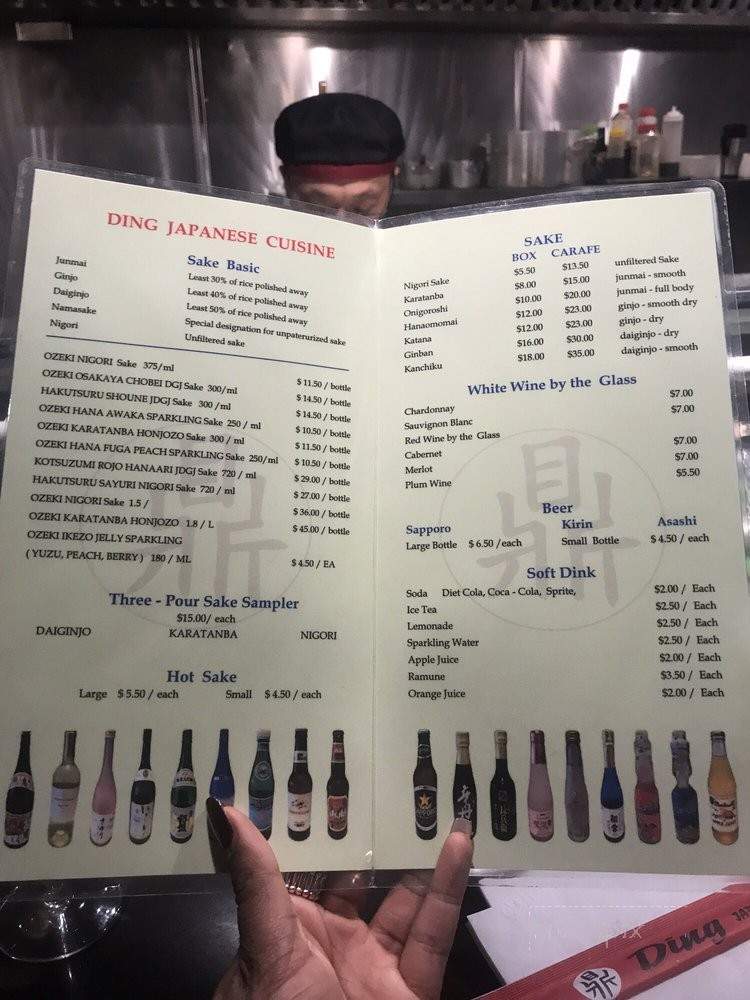 DING JAPANESE CUISINE
Sake Basic
Junmai Least 30% of rice polished away
Ginjo Least 40% of rice polished away
Daiginjo Least 50% of rice polished away
Namasake Special designation for unpaterurized sake
Nigori Unfiltered sake
OZEKI NIGORI Sake 375/ml $ 11.50 / bottle
OZEKI OSAKAYA CHOBEI DGJ Sake 300/ml $ 14.50 / bottle
HAKUTSURU SHOUNE JDGJ Sake 300 /ml $ 14.50 / bottle
OZEKI HANA AWAKA SPARKLING Sake 250 / ml $ 10.50 / bottle
OZEKI KARATANBA HONJOZO Sake 300 / ml $ 11.50 / bottle
OZEKI HANA FUGA PEACH SPARKLING Sake 250/ml $ 10.50 / bottle
KOTSUZUMI ROJO HANAARI JDGJ Sake 720 / ml $ 29.00 / bottle
HAKUTSURU SAYURI NIGORI Sake 720 / ml $ 27.00 / bottle
OZEKI NIGORI Sake 1.5 / $ 36.00 / bottle
OZEKI KARATANBA HONJOZO 1.8 / L $ 45.00 / bottle
OZEKI IKEZO JELLY SPARKLING
( YUZU, PEACH, BERRY ) 180 / ML $ 4.50 / EA
Three - Pour Sake Sampler
$15.00/ each
DAIGINJO KARATANBA NIGORI
Hot Sake
Large $ 5.50 / each Small $ 4.50 / each
SAKE
BOX CARAFE
Nigori Sake $5.50 $13.50 unfiltered Sake
Karatanba $8.00 $15.00 junmai - smooth
Onigoroshi $10.00 $20.00 junmai - full body
Hanaomomai $12.00 $23.00 ginjo - smooth dry
Katana $12.00 $23.00 ginjo - dry
Ginban $16.00 $30.00 daiginjo - dry
Kanchiku $18.00 $35.00 daiginjo - smooth
White Wine by the Glass
Chardonnay $7.00
Sauvignon Blanc $7.00
Red Wine by the Glass
Cabernet $7.00
Merlot $7.00
Plum Wine $5.50
Beer
Sapporo Kirin Asashi
Large Bottle $ 6.50 /each Small Bottle $ 4.50 / each
Soft Dink
Soda Diet Cola, Coca - Cola, Sprite, $2.00 / Each
Ice Tea $2.50 / Each
Lemonade $2.50 / Each
Sparkling Water $2.50 / Each
Apple Juice $2.00 / Each
Ramune $3.50 / Each
Orange Juice $2.00 / Each
鼎
鼎
鼎 Ding